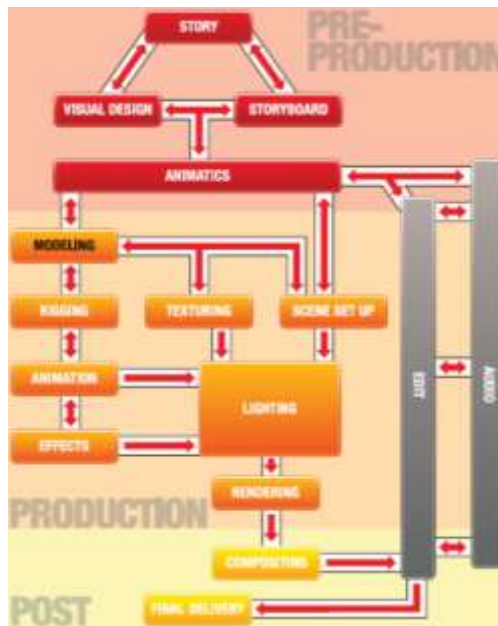 PRE-
PRODUCTION
STORY
VISUAL DESIGN
STORYBOARD
ANIMATICS
MODELING
RIGGING
TEXTURING
SCENE SET UP
ANIMATION
LIGHTING
EDIT
AUDIO
EFFECTS
RENDERING
PRODUCTION
COMPOSITING
POST
FINAL DELIVERY